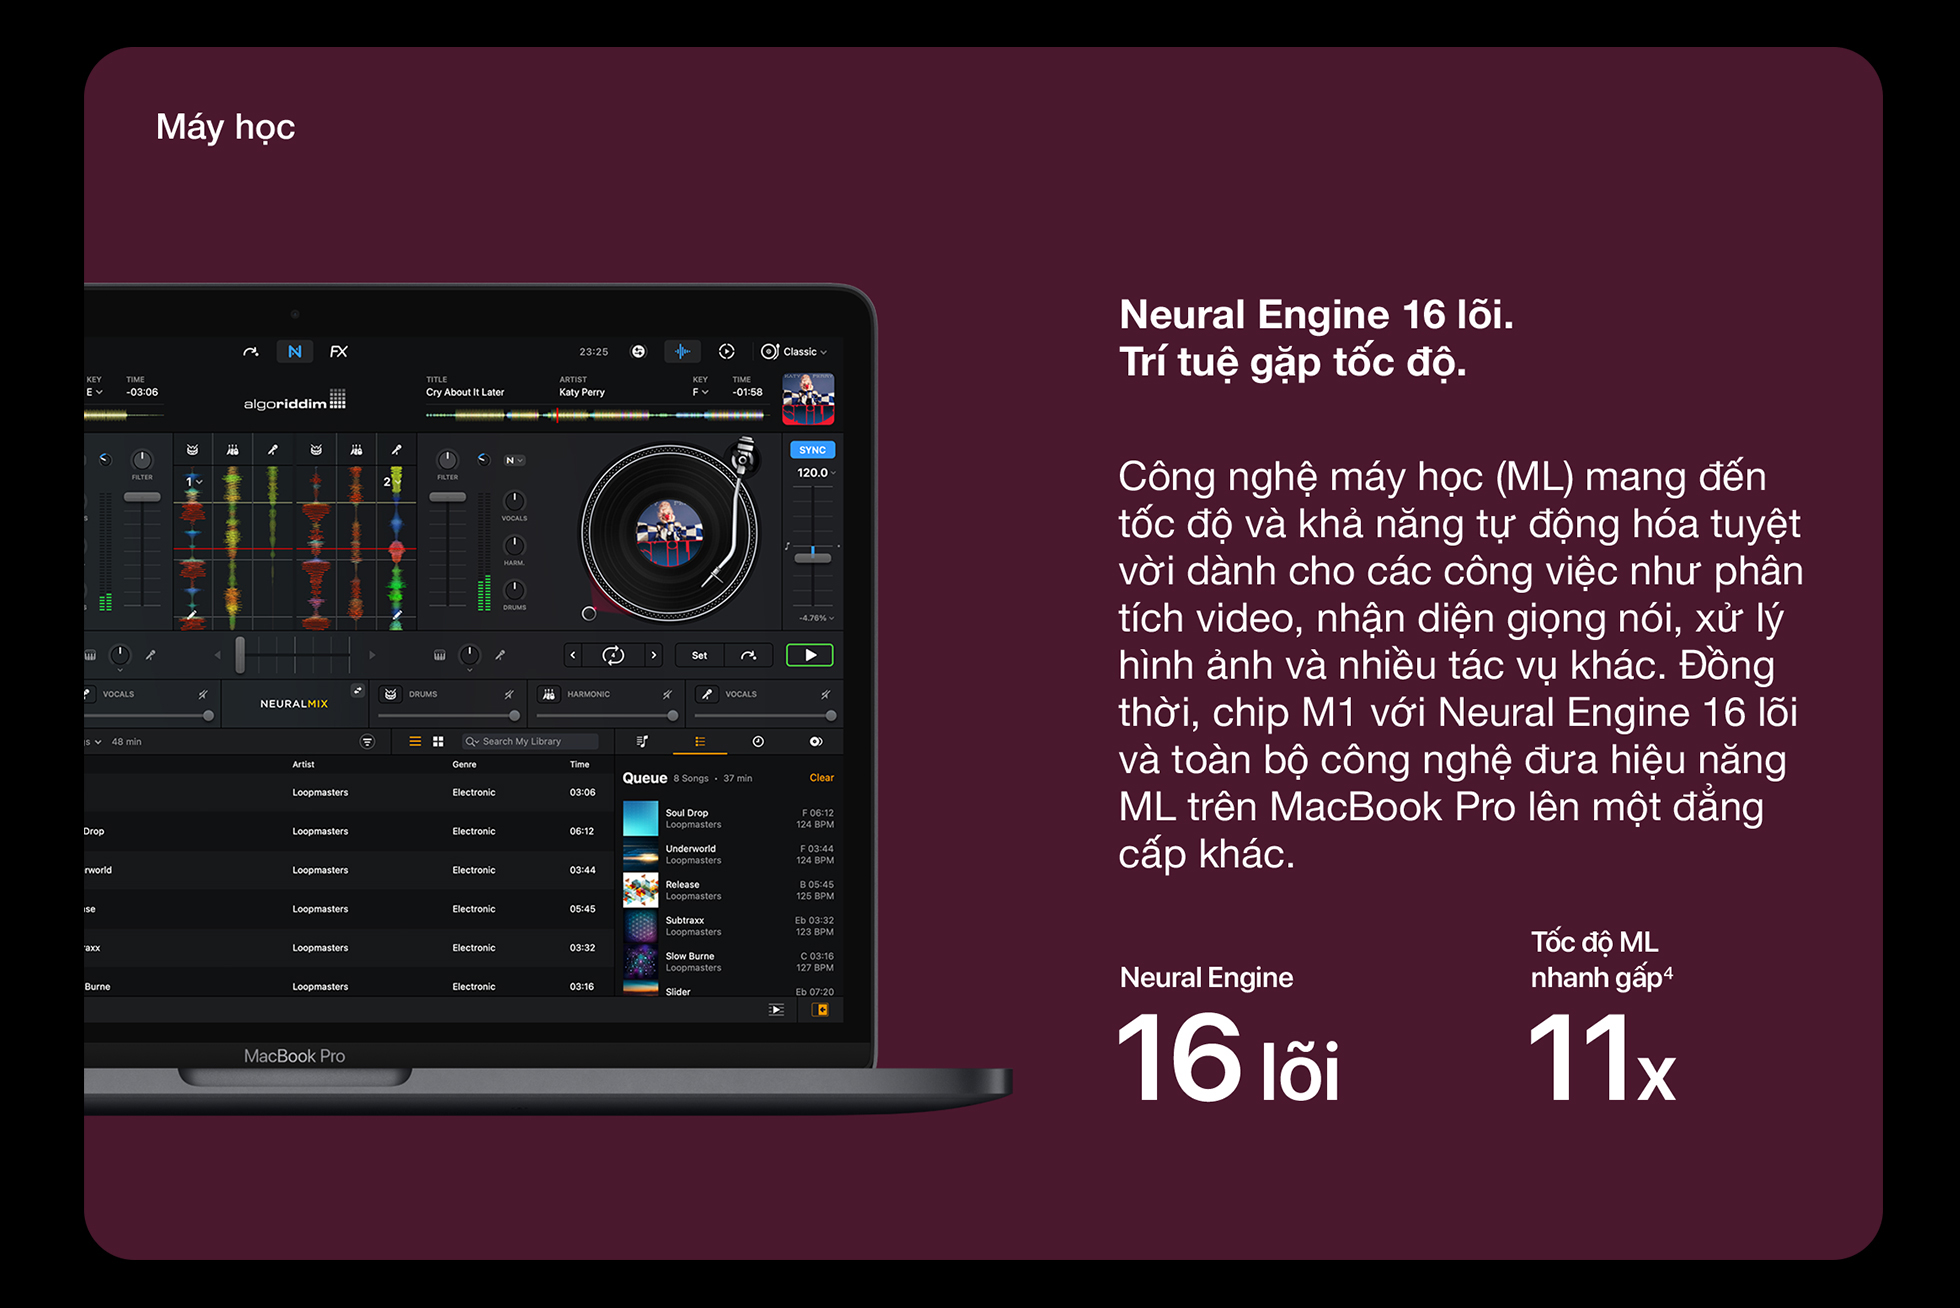 Máy học
Neural Engine 16 lõi.
Trí tuệ gặp tốc độ.
Công nghệ máy học (ML) mang đến
tốc độ và khả năng tự động hóa tuyệt
vời dành cho các công việc như phân
tích video, nhận diện giọng nói, xử lý
hình ảnh và nhiều tác vụ khác. Đồng
thời, chip M1 với Neural Engine 16 lõi
và toàn bộ công nghệ đưa hiệu năng
ML trên MacBook Pro lên một đẳng
cấp khác.
Neural Engine
16 lõi
Tốc độ ML
nhanh gấp⁴
11x
FX
23:25
Classic
KEY TIME
E -03:06
algoriddim
TITLE ARTIST KEY TIME
Cry About It Later Katy Perry F -01:58
SYNC
120.0
FILTER
1
2
FILTER
N
VOCALS
HARM.
DRUMS
-4.76%
4
Set
VOCALS
NEURALMIX
DRUMS
HARMONIC
VOCALS
48 min
Search My Library
Artist Genre Time
Loopmasters Electronic 03:06
Drop Loopmasters Electronic 06:12
rworld Loopmasters Electronic 03:44
se Loopmasters Electronic 05:45
raxx Loopmasters Electronic 03:32
Burne Loopmasters Electronic 03:16
Queue 8 Songs • 37 min Clear
Soul Drop F 06:12
Loopmasters 124 BPM
Underworld F 03:44
Loopmasters 124 BPM
Release B 05:45
Loopmasters 125 BPM
Subtraxx Eb 03:32
Loopmasters 123 BPM
Slow Burne C 03:16
Loopmasters 127 BPM
Slider Eb 07:20
MacBook Pro